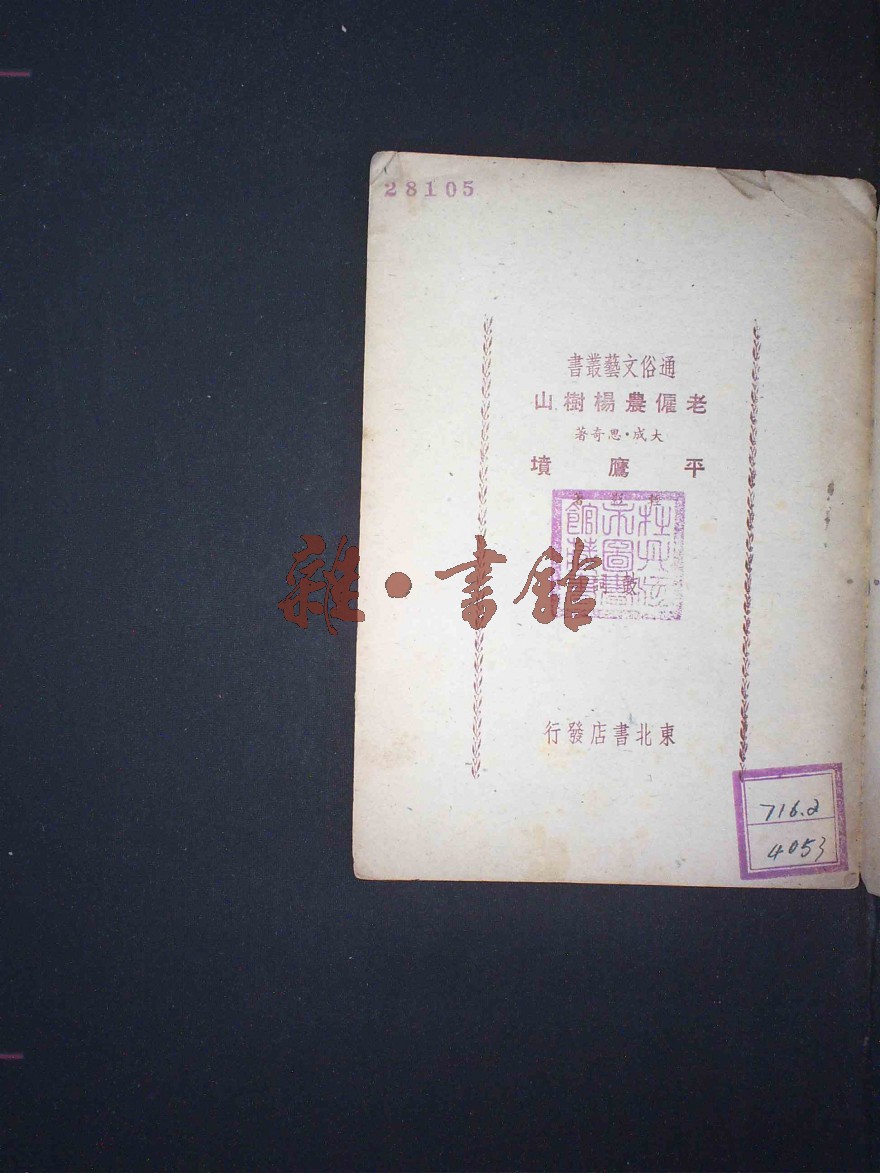 28105
通俗文藝叢書
老僱農楊樹山
大成·思奇著
平鷹墳
雜·書館
東北書店發行
716.2
4053